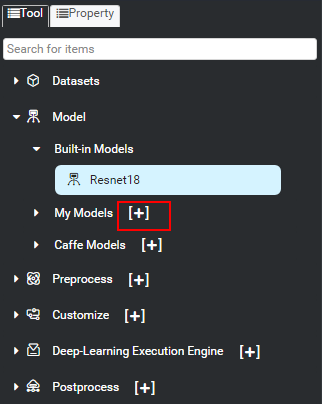 Tool Property
Search for items
Datasets
Model
Built-in Models
Resnet18
My Models [+]
Caffe Models [+]
Preprocess [+]
Customize [+]
Deep-Learning Execution Engine [+]
Postprocess [+]